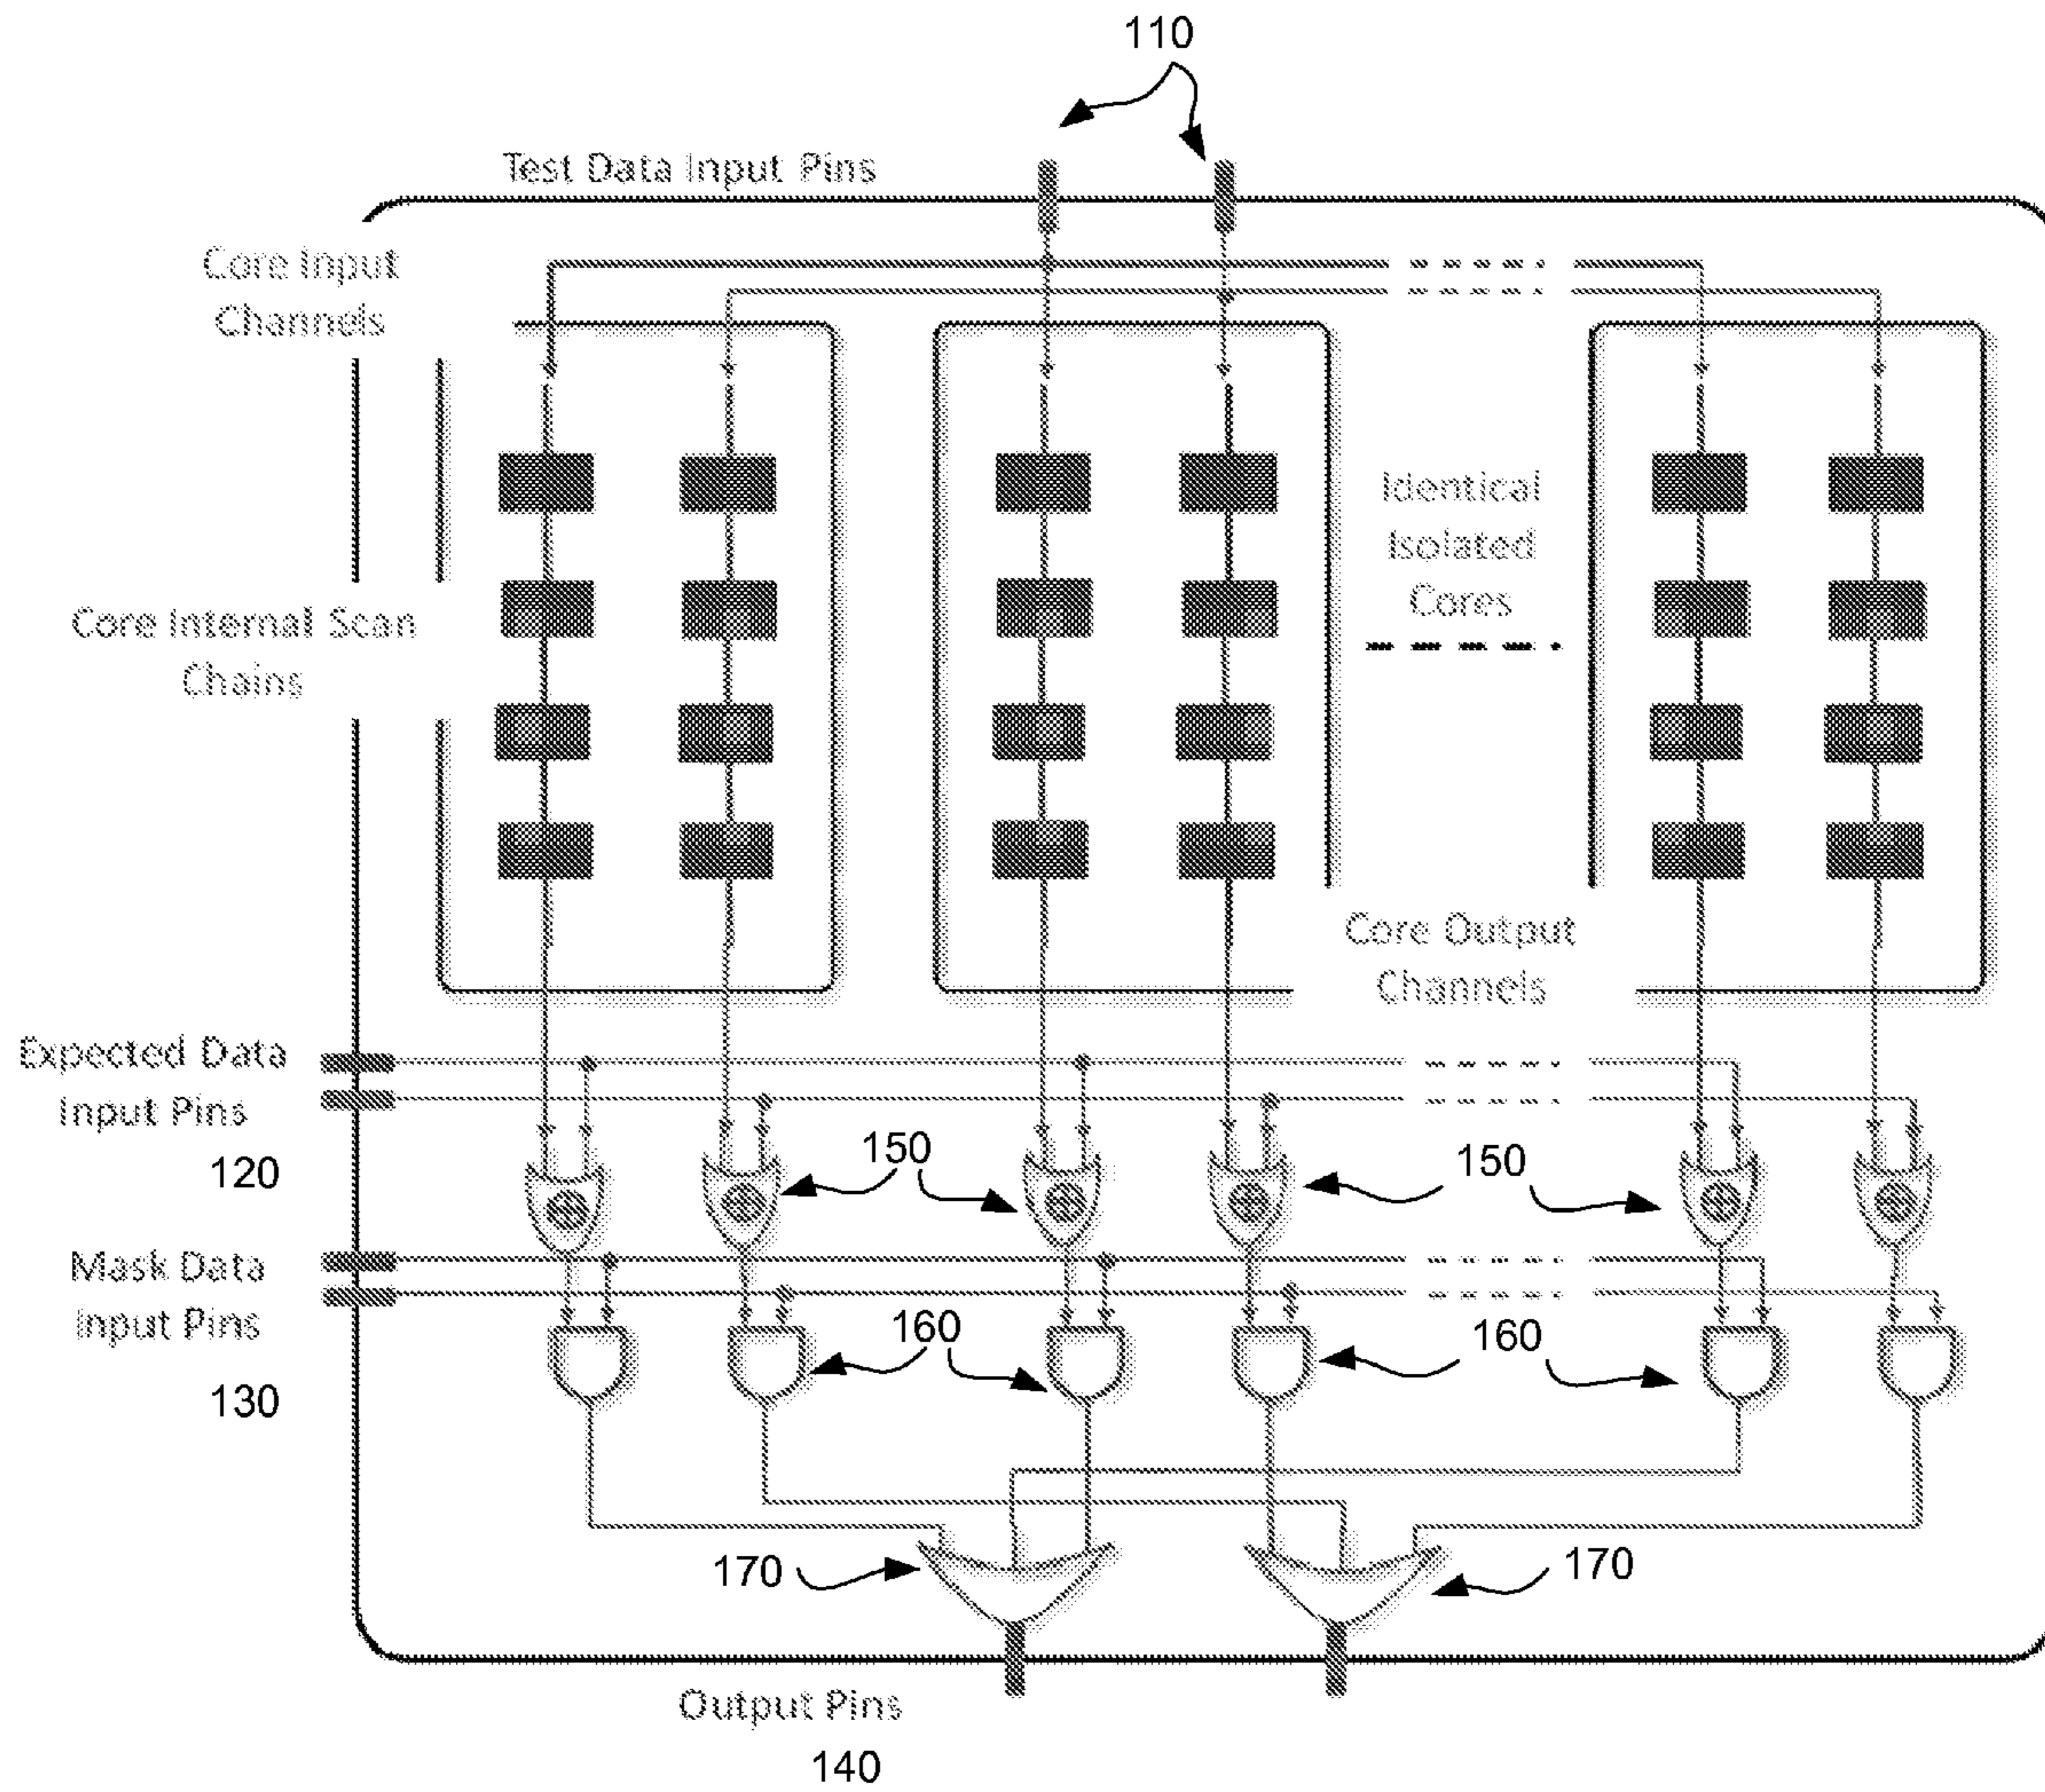 110
Test Data Input Pins
Core Input
Channels
Identical
Isolated
Cores
Core Internal Scan
Chains
Core Output
Channels
Expected Data
Input Pins
120
150
150
Mask Data
Input Pins
130
160
160
170
170
Output Pins
140